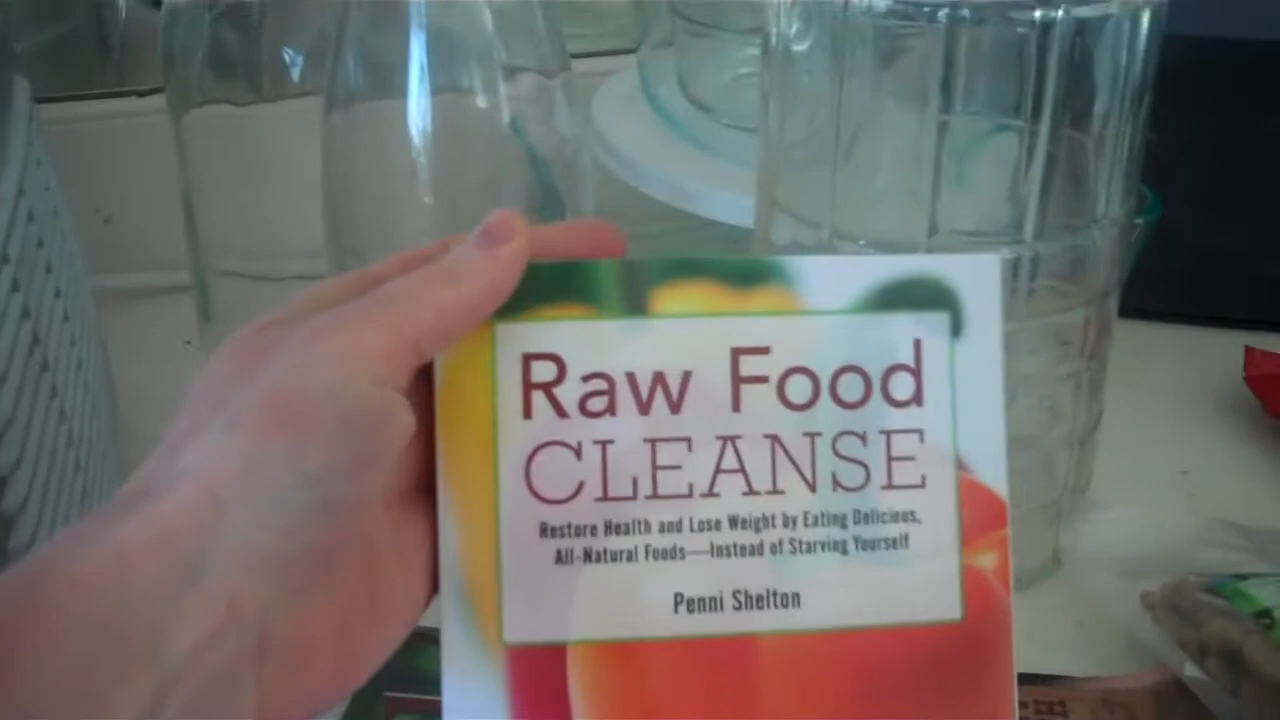 Raw Food
CLEANSE
Restore Health and Lose Weight by Eating Delicious,
All-Natural Foods—Instead of Starving Yourself
Penni Shelton